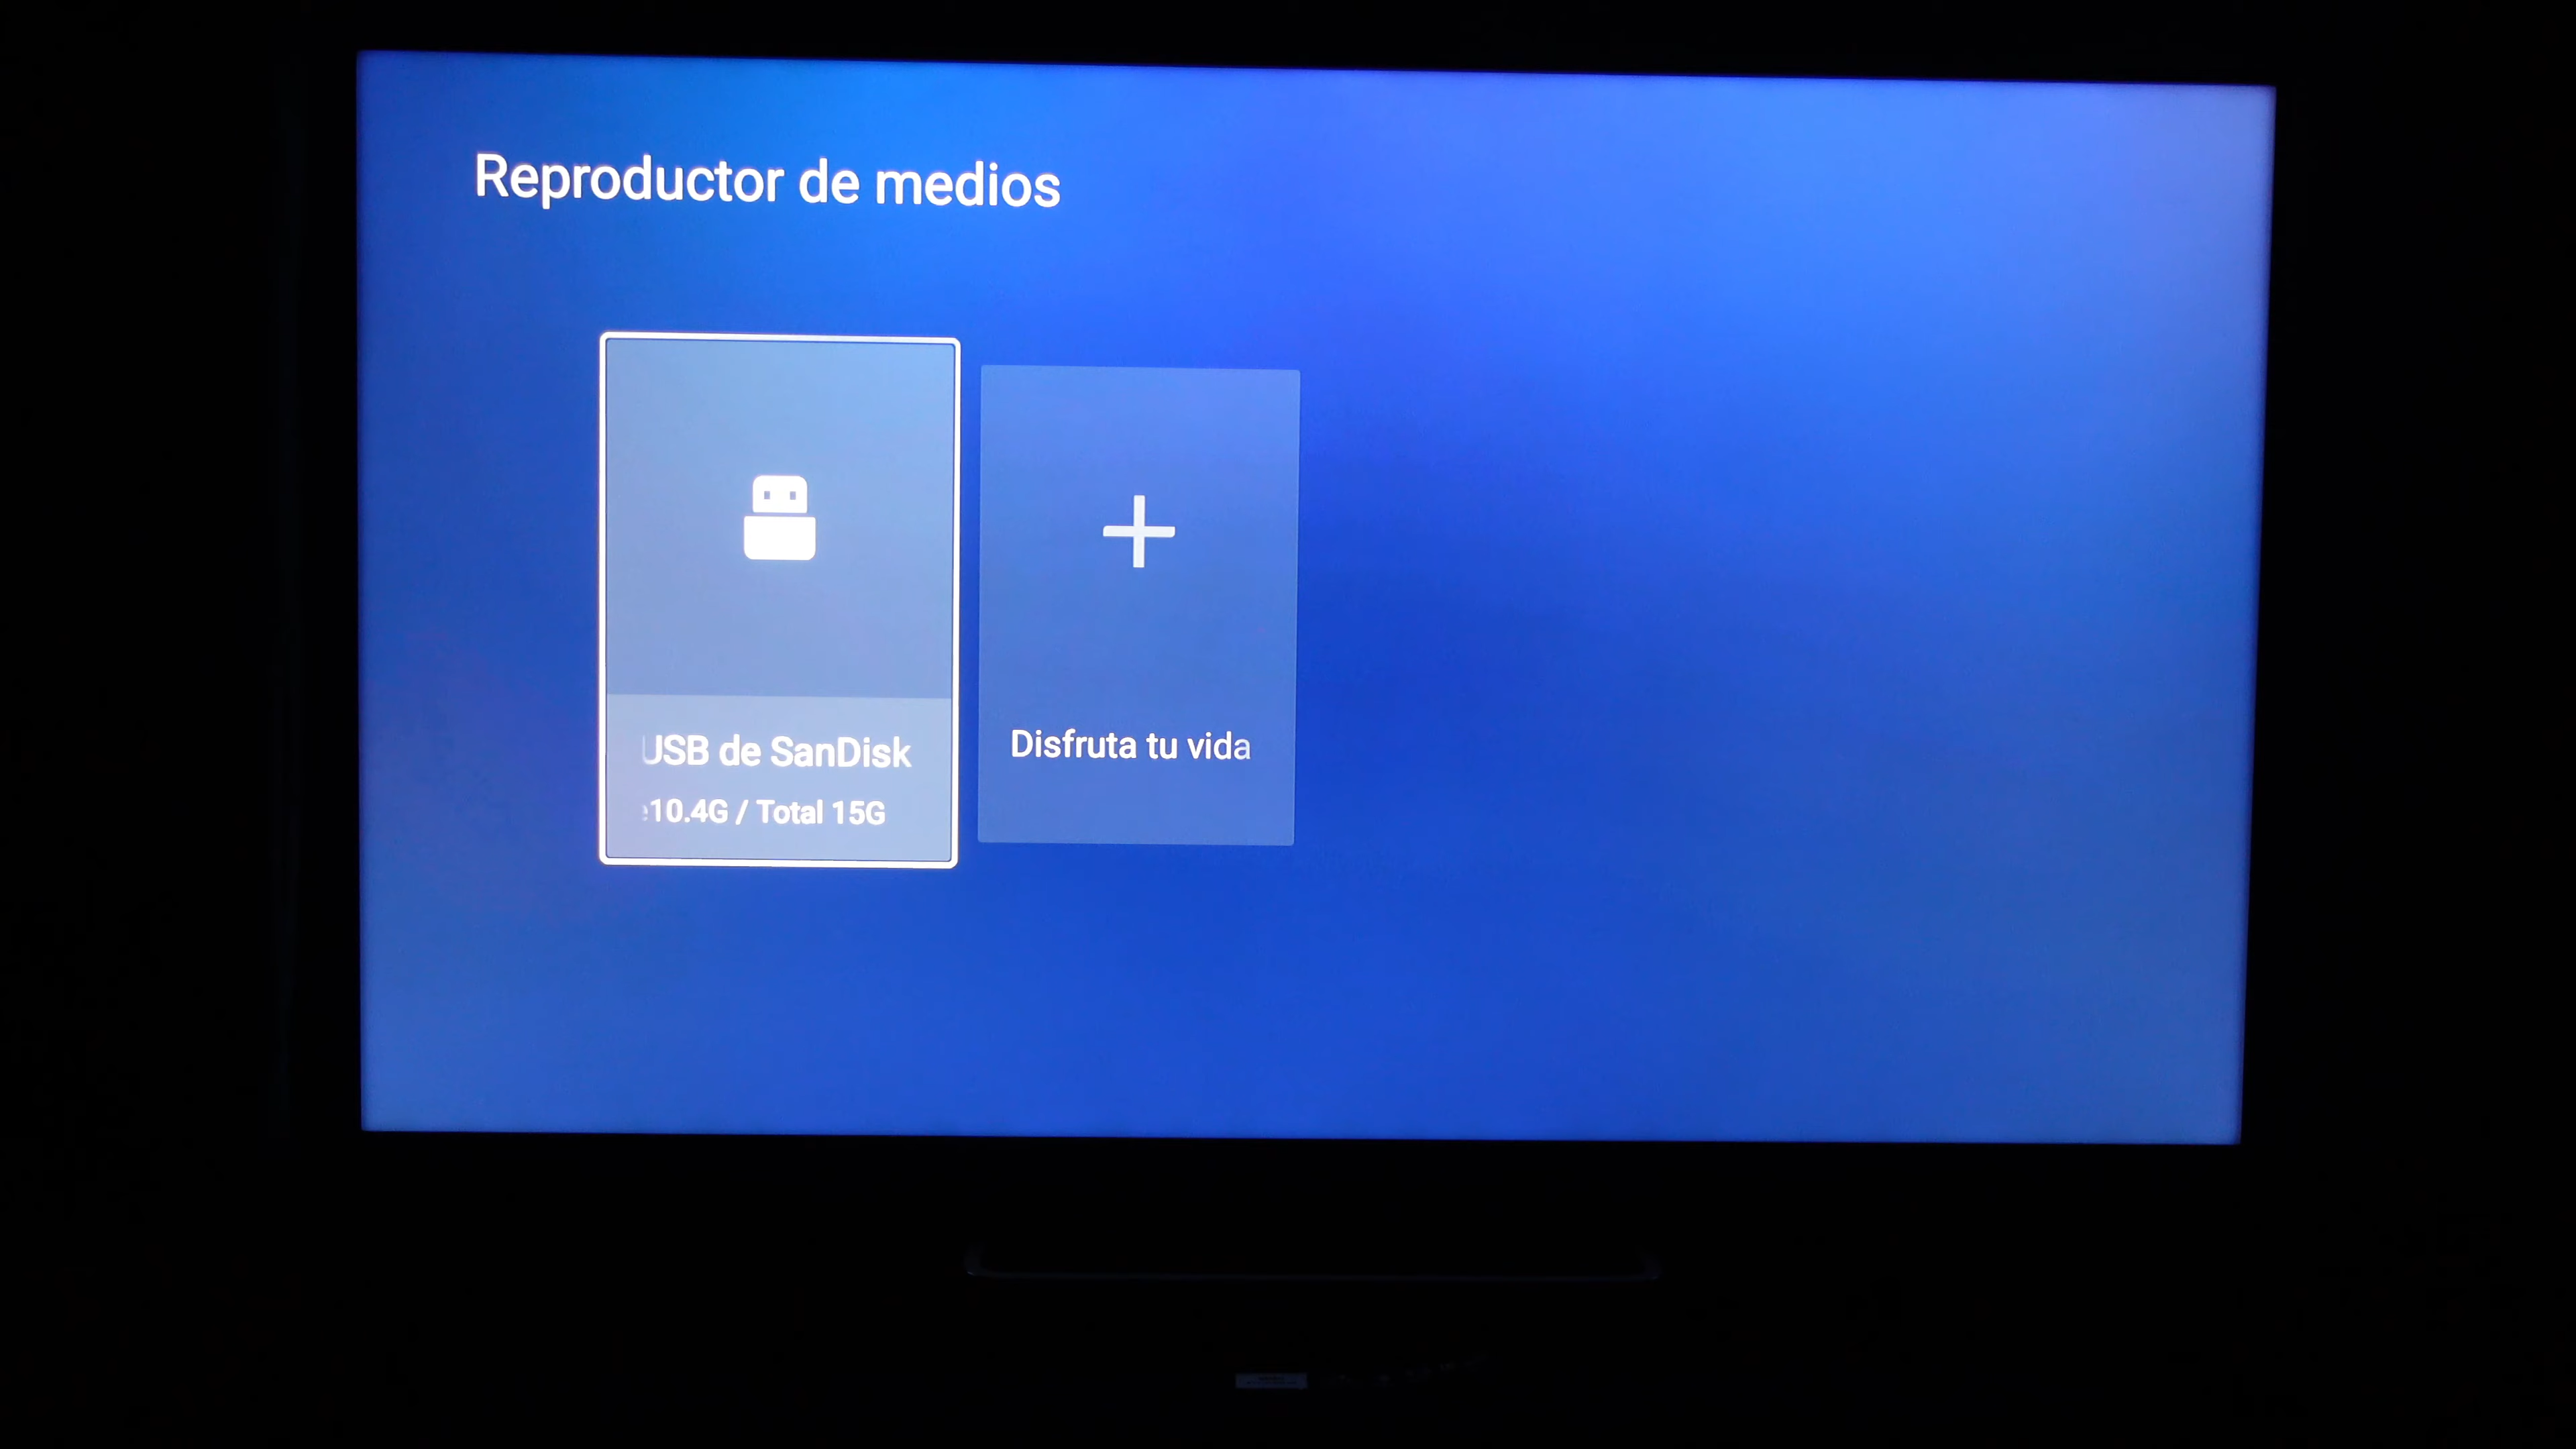 Reproductor de medios
USB de SanDisk
10.4G / Total 15G
Disfruta tu vida